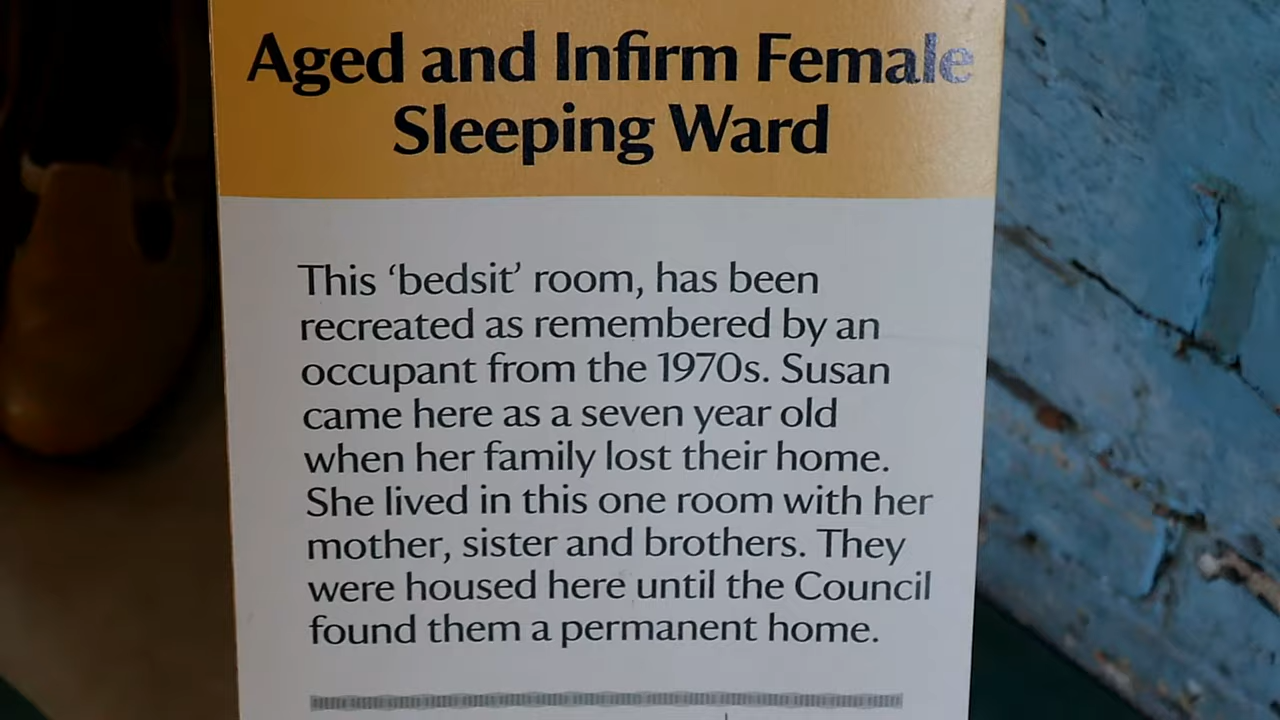 Aged and Infirm Female
Sleeping Ward
This ‘bedsit’ room, has been
recreated as remembered by an
occupant from the 1970s. Susan
came here as a seven year old
when her family lost their home.
She lived in this one room with her
mother, sister and brothers. They
were housed here until the Council
found them a permanent home.